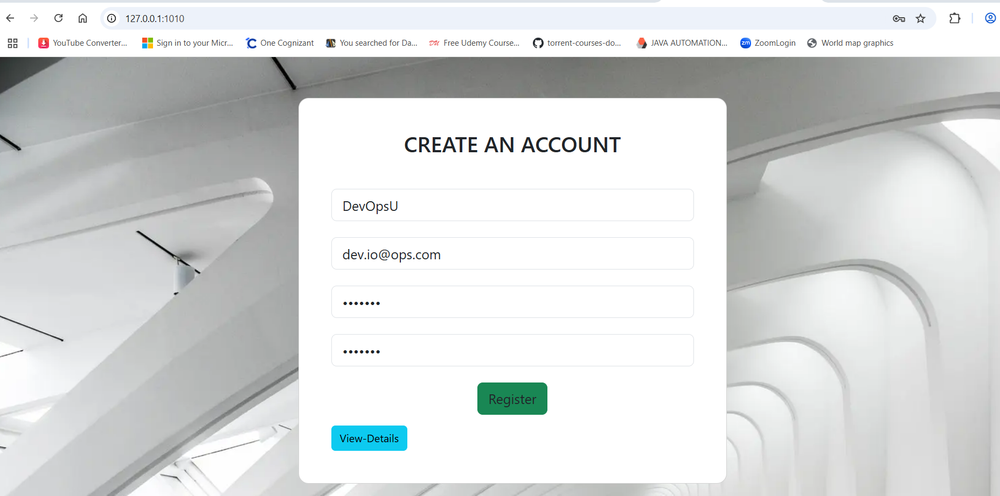 127.0.0.1:1010
YouTube Converter...
Sign in to your Micr...
One Cognizant
You searched for Da...
DU Free Udemy Course...
torrent-courses-do...
JAVA AUTOMATION...
zm ZoomLogin
World map graphics
CREATE AN ACCOUNT
DevOpsU
dev.io@ops.com
•••••••
•••••••
Register
View-Details